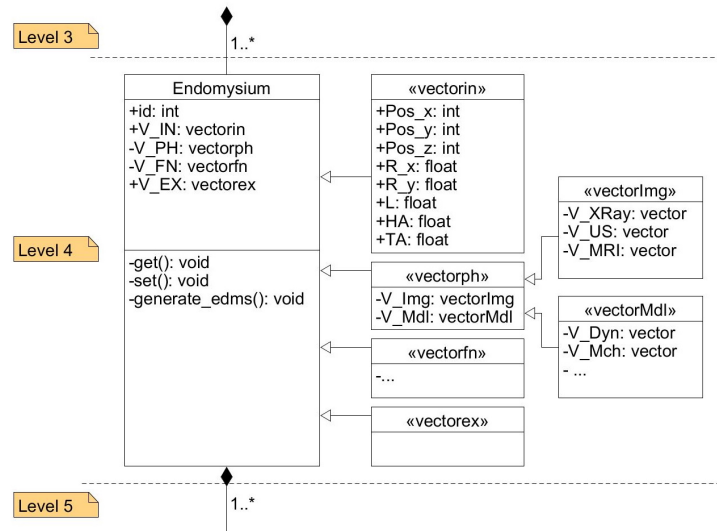 Level 3
1..*
Endomysium
+id: int
+V_IN: vectorin
-V_PH: vectorph
-V_FN: vectorfn
+V_EX: vectorex
-get(): void
-set(): void
-generate_edms(): void
«vectorin»
+Pos_x: int
+Pos_y: int
+Pos_z: int
+R_x: float
+R_y: float
+L: float
+HA: float
+TA: float
Level 4
«vectorph»
-V_Img: vectorImg
-V_Mdl: vectorMdl
«vectorImg»
-V_XRay: vector
-V_US: vector
-V_MRI: vector
«vectorMdl»
-V_Dyn: vector
-V_Mch: vector
- ...
«vectorfn»
-...
«vectorex»
Level 5
1..*